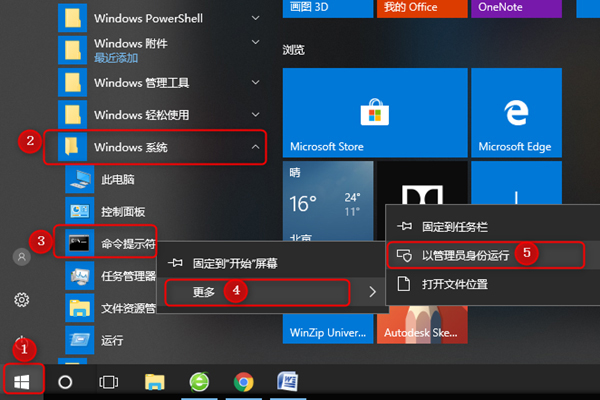 Windows PowerShell
Windows 附件
最近添加
Windows 管理工具
Windows 轻松使用
2
Windows 系统
此电脑
控制面板
3
命令提示符
任务管理器
文件资源管
运行
1
固定到"开始"屏幕
更多
4
固定到任务栏
以管理员身份运行
5
打开文件位置
画图 3D
我的 Office
OneNote
浏览
Microsoft Store
Microsoft Edge
晴
16°
24°
11°
北京
WinZip Univer...
Autodesk Ske...